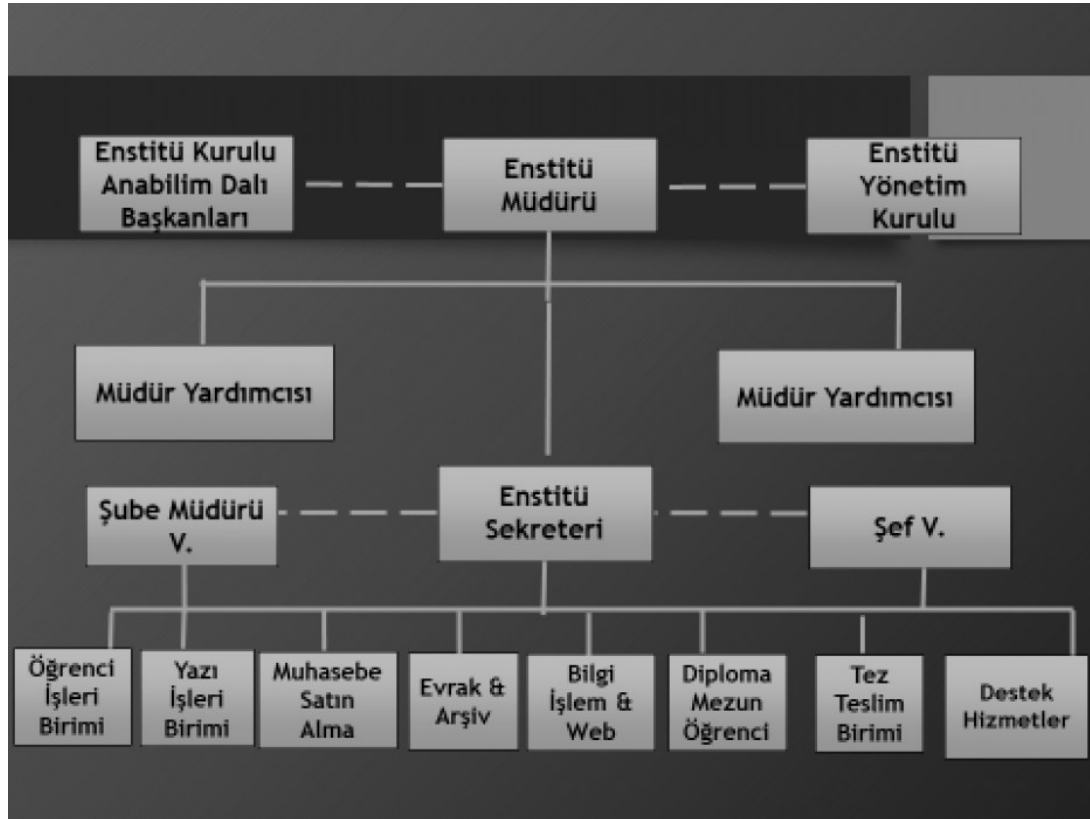 Enstitü Kurulu
Anabilim Dalı
Başkanları
Enstitü
Müdürü
Enstitü
Yönetim
Kurulu
Müdür Yardımcısı
Müdür Yardımcısı
Şube Müdürü
V.
Enstitü
Sekreteri
Şef V.
Öğrenci
İşleri
Birimi
Yazı
İşleri
Birimi
Muhasebe
Satın
Alma
Evrak &
Arşiv
Bilgi
İşlem &
Web
Diploma
Mezun
Öğrenci
Tez
Teslim
Birimi
Destek
Hizmetler